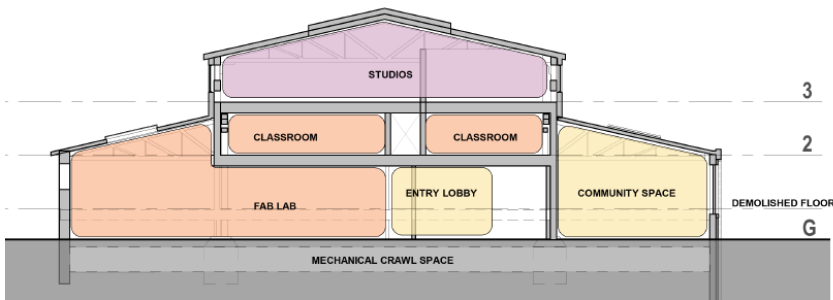 STUDIOS
3
CLASSROOM
CLASSROOM
2
FAB LAB
ENTRY LOBBY
COMMUNITY SPACE
DEMOLISHED FLOOR
G
MECHANICAL CRAWL SPACE